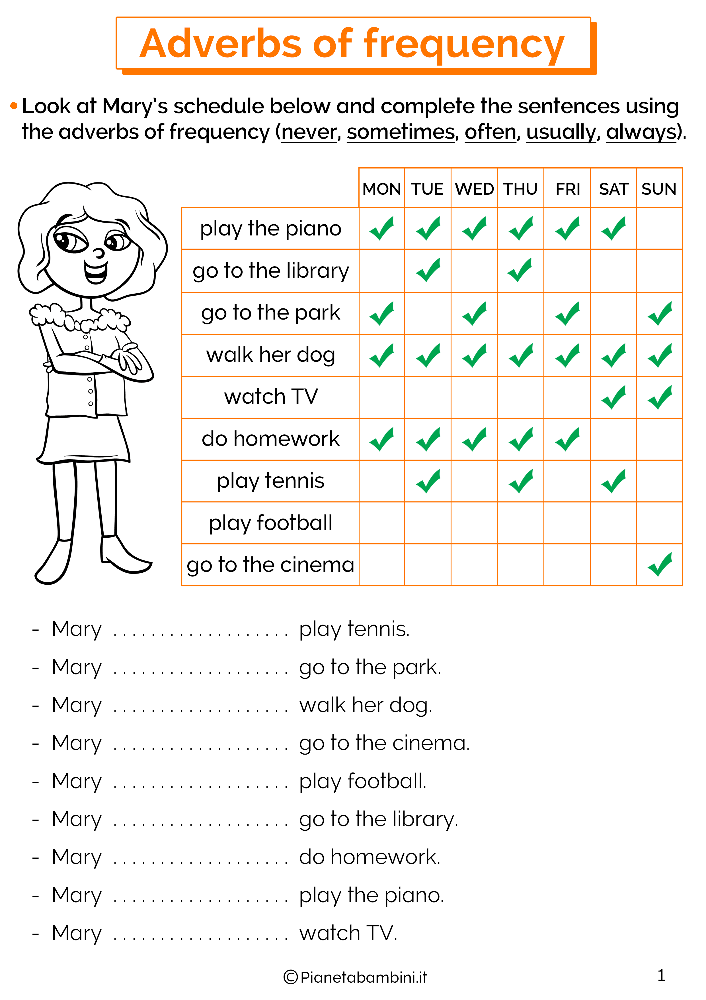 Adverbs of frequency
• Look at Mary's schedule below and complete the sentences using
the adverbs of frequency (never, sometimes, often, usually, always).
MON TUE WED THU FRI SAT SUN
play the piano
go to the library
go to the park
walk her dog
watch TV
do homework
play tennis
play football
go to the cinema
- Mary . . . . . . . . . . . . . . . . . . . play tennis.
- Mary . . . . . . . . . . . . . . . . . . . go to the park.
- Mary . . . . . . . . . . . . . . . . . . . walk her dog.
- Mary . . . . . . . . . . . . . . . . . . . go to the cinema.
- Mary . . . . . . . . . . . . . . . . . . . play football.
- Mary . . . . . . . . . . . . . . . . . . . go to the library.
- Mary . . . . . . . . . . . . . . . . . . . do homework.
- Mary . . . . . . . . . . . . . . . . . . . play the piano.
- Mary . . . . . . . . . . . . . . . . . . . watch TV.
©Pianetabambini.it
1